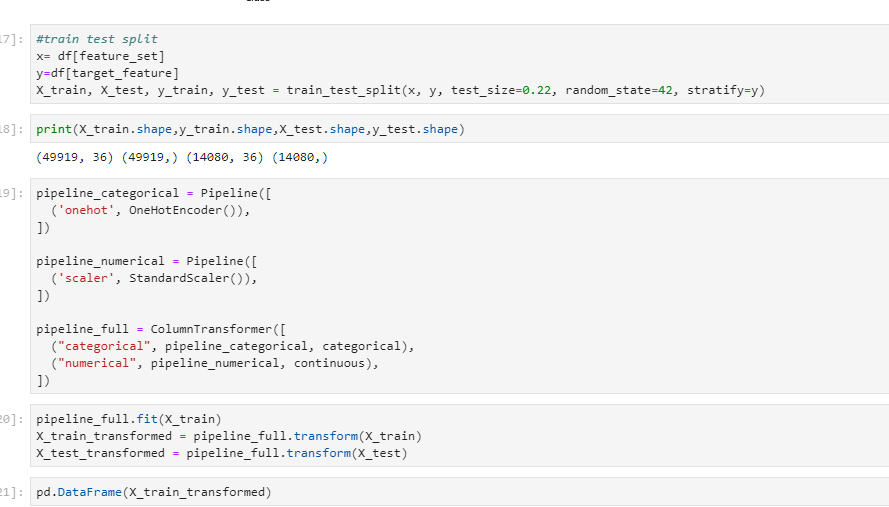 17]:
#train test split
x= df[feature_set]
y=df[target_feature]
X_train, X_test, y_train, y_test = train_test_split(x, y, test_size=0.22, random_state=42, stratify=y)
18]:
print(X_train.shape,y_train.shape,X_test.shape,y_test.shape)
(49919, 36) (49919,) (14080, 36) (14080,)
19]:
pipeline_categorical = Pipeline([
  ('onehot', OneHotEncoder()),
])
pipeline_numerical = Pipeline([
  ('scaler', StandardScaler()),
])
pipeline_full = ColumnTransformer([
  ("categorical", pipeline_categorical, categorical),
  ("numerical", pipeline_numerical, continuous),
])
20]:
pipeline_full.fit(X_train)
X_train_transformed = pipeline_full.transform(X_train)
X_test_transformed = pipeline_full.transform(X_test)
21]:
pd.DataFrame(X_train_transformed)